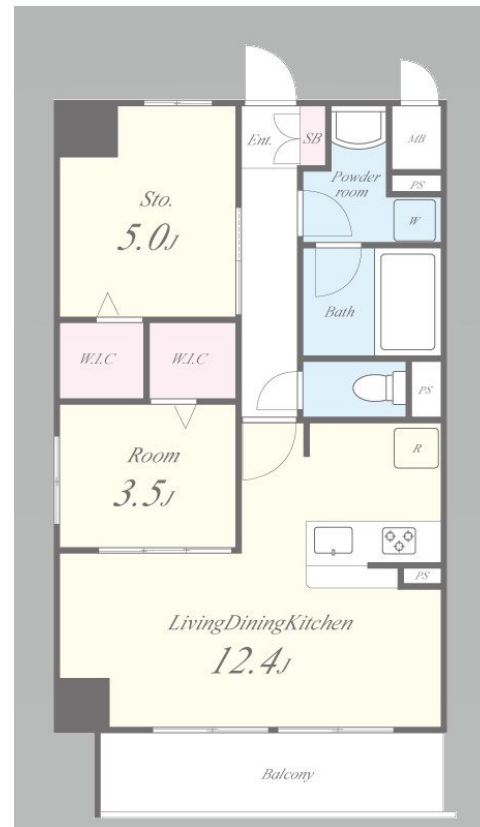 Ent.
SB
MB
Powder
room
PS
W
Sto.
5.0J
Bath
W.I.C
W.I.C
PS
Room
3.5J
R
PS
LivingDiningKitchen
12.4J
Balcony